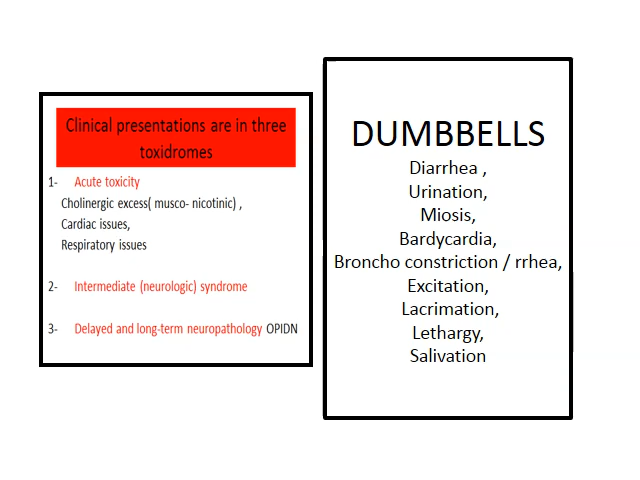 Clinical presentations are in three
toxidromes
1- Acute toxicity
Cholinergic excess( musco- nicotinic) ,
Cardiac issues,
Respiratory issues
2- Intermediate (neurologic) syndrome
3- Delayed and long-term neuropathology OPIDN
DUMBBELLS
Diarrhea ,
Urination,
Miosis,
Bardycardia,
Broncho constriction / rrhea,
Excitation,
Lacrimation,
Lethargy,
Salivation